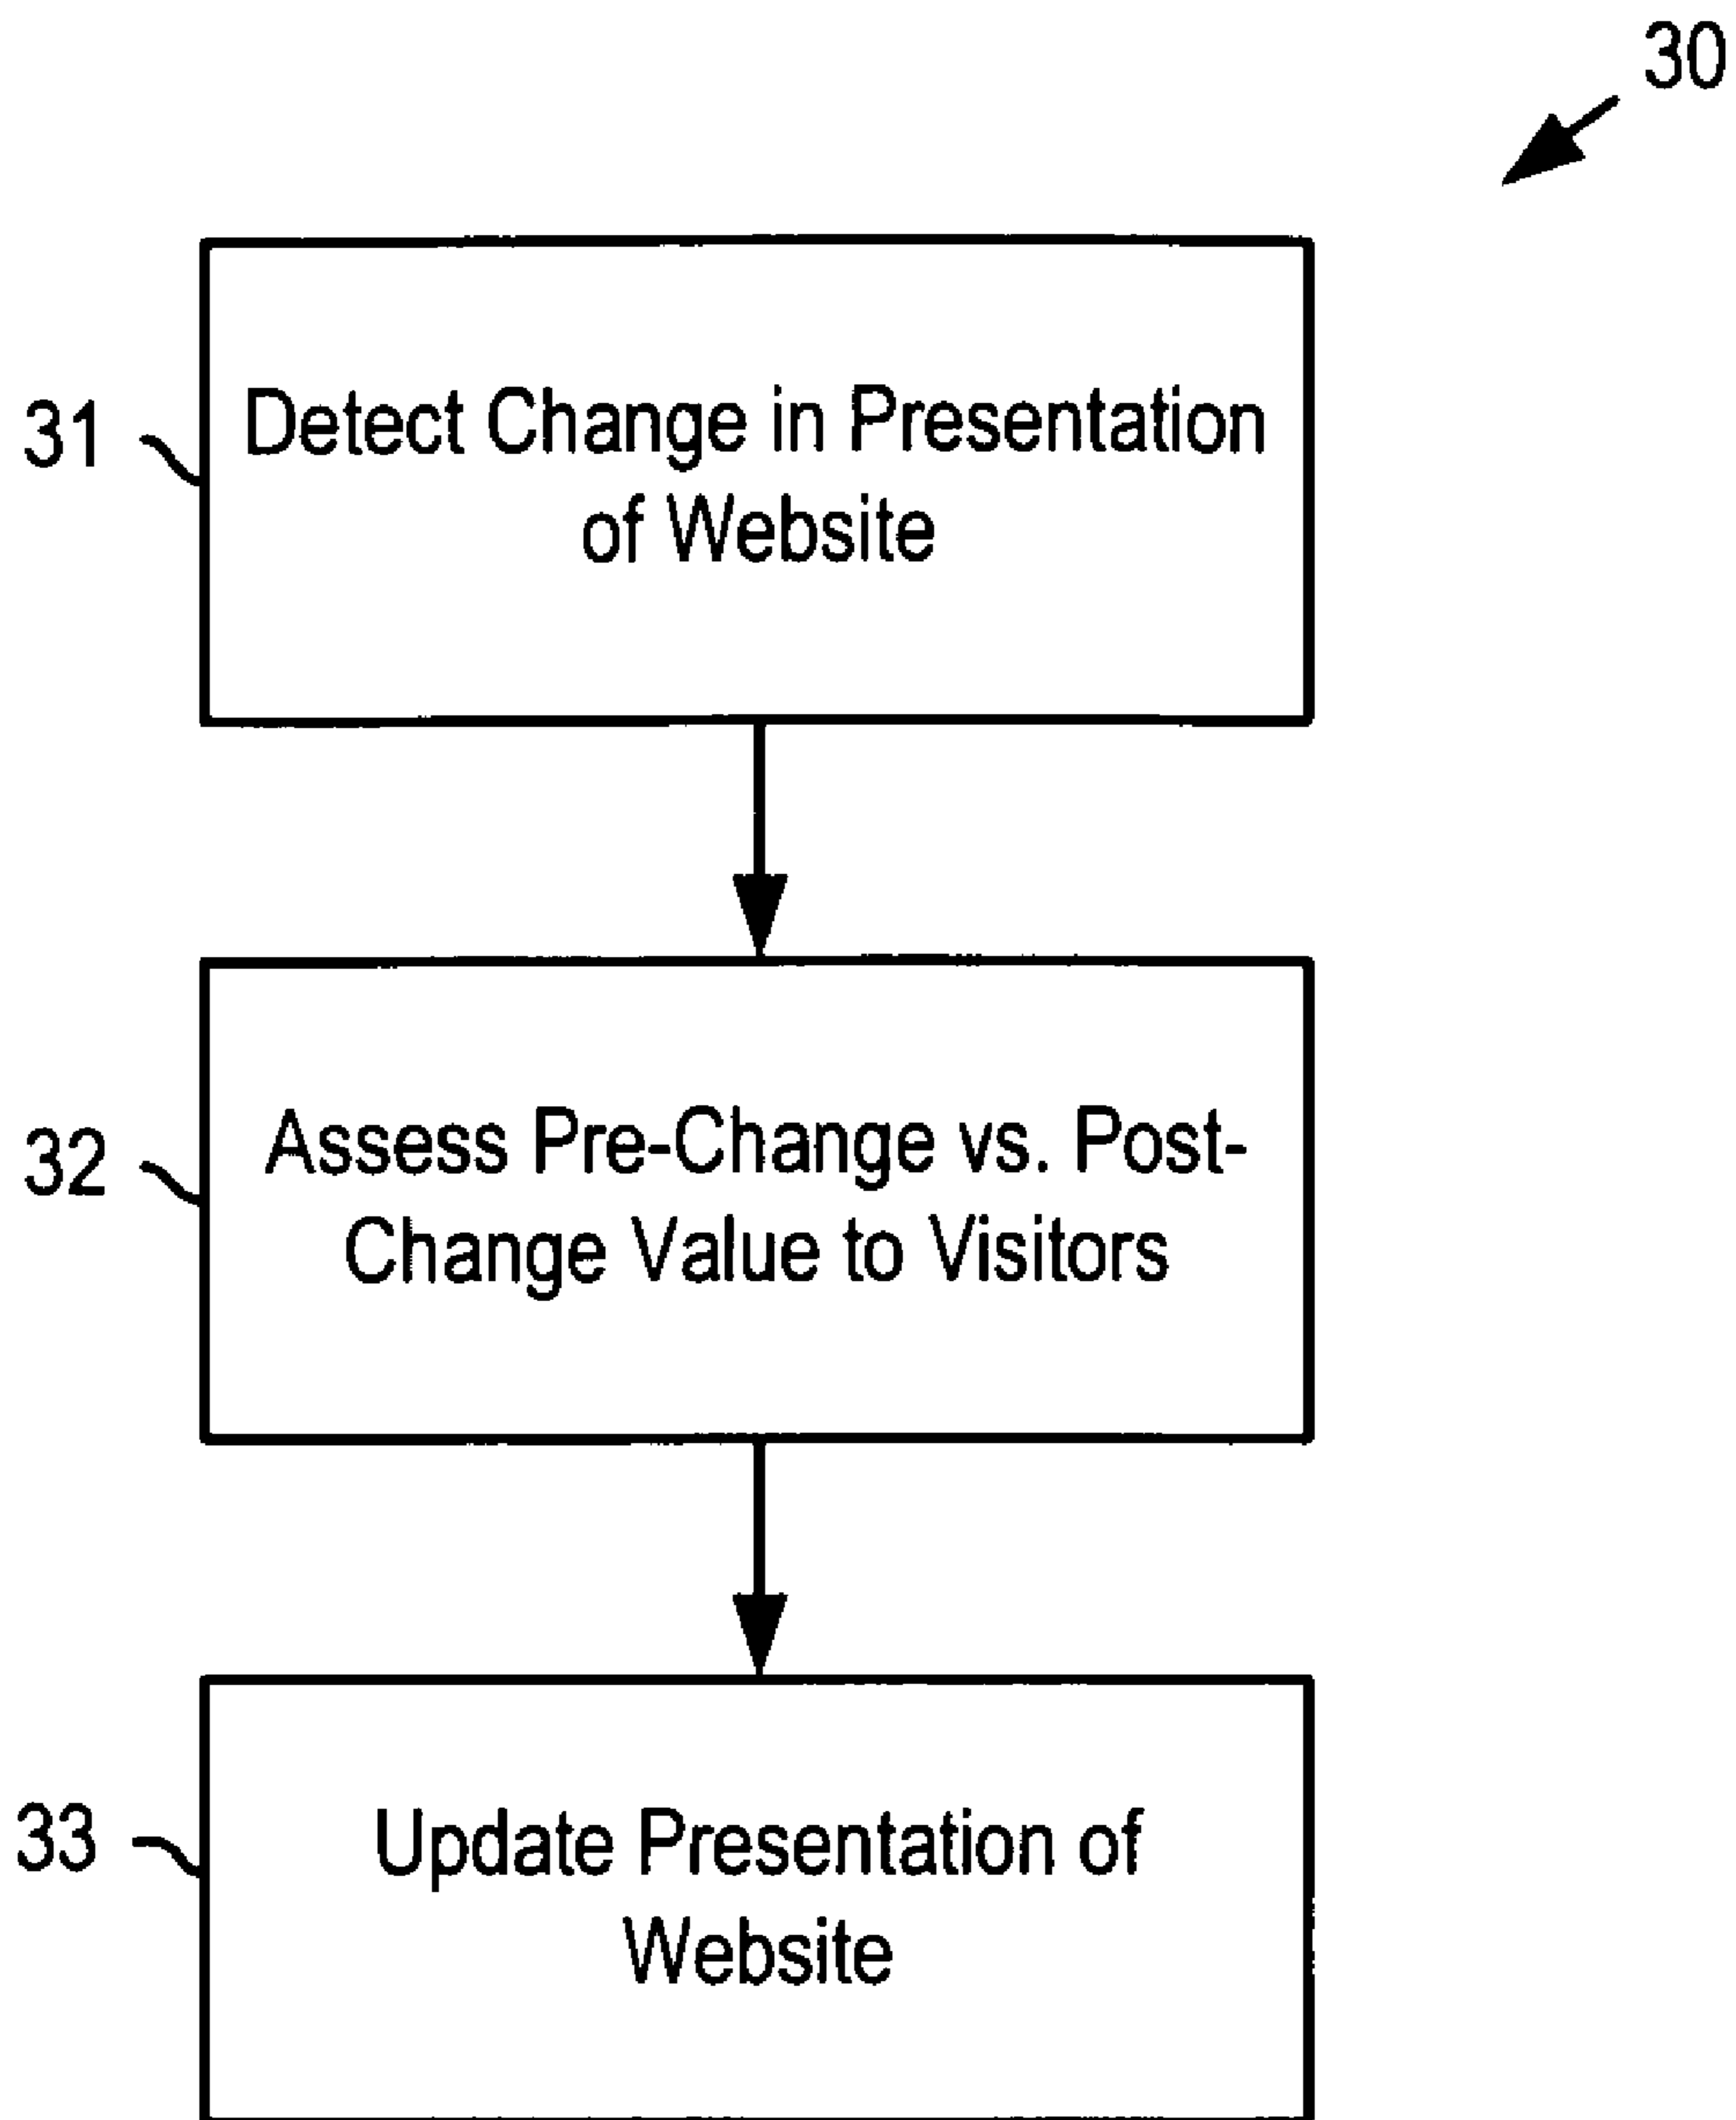 30
31
Detect Change in Presentation
of Website
32
Assess Pre-Change vs. Post-
Change Value to Visitors
33
Update Presentation of
Website